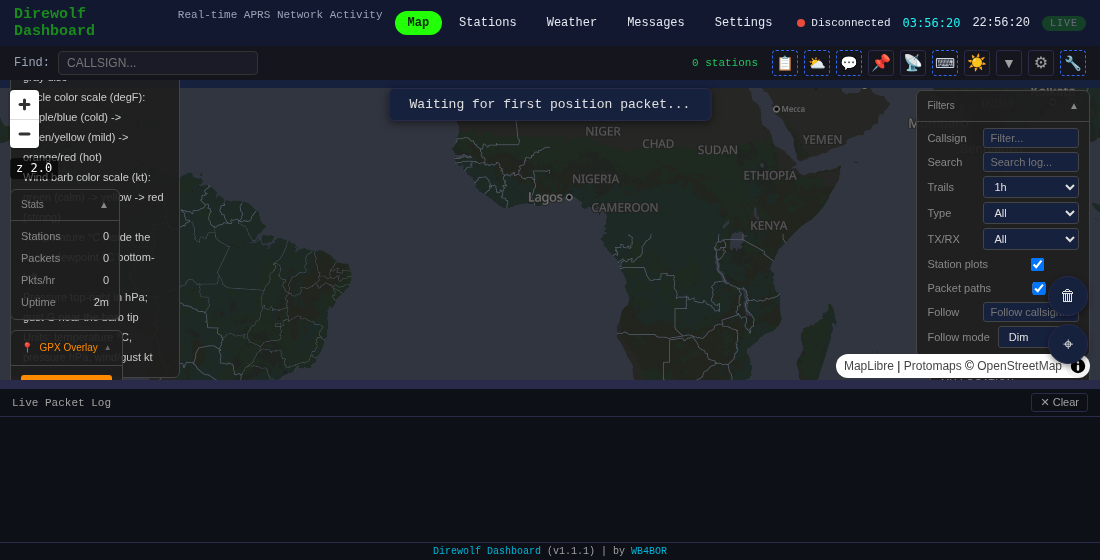 Direwolf Dashboard
Real-time APRS Network Activity
Map Stations Weather Messages Settings
Disconnected 03:56:20 22:56:20 LIVE
Find: CALLSIGN...
0 stations
Waiting for first position packet...
color scale (degF):
(cold) ->
(mild) ->
orange/red (hot)
z 2.0
Wind barb color scale (kt):
Stats ▲
Stations 0
Packets 0
Pkts/hr 0
Uptime 2m
GPX Overlay ▲
gust kt
Mecca
NIGER
CHAD
SUDAN
YEMEN
NIGERIA
ETHIOPIA
Lagos
CAMEROON
KENYA
Filters ▲
Callsign Filter...
Search Search log...
Trails 1h
Type All
TX/RX All
Station plots
Packet paths
Follow Follow callsign...
Follow mode Dim
MapLibre | Protomaps © OpenStreetMap
Live Packet Log
✕ Clear
Direwolf Dashboard (v1.1.1) | by WB4BOR